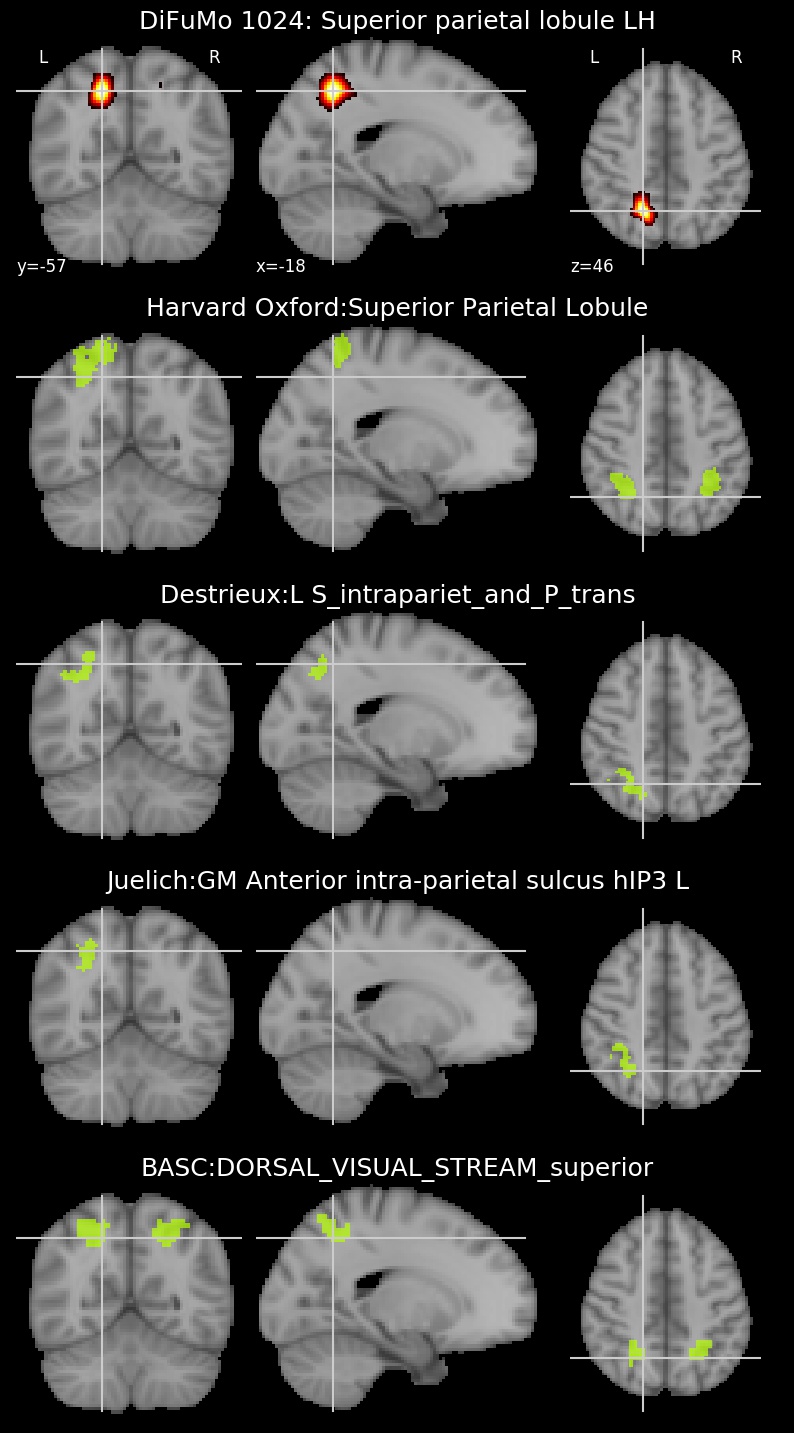 DiFuMo 1024: Superior parietal lobule LH
L R L R
y=-57 x=-18 z=46
Harvard Oxford:Superior Parietal Lobule
Destrieux:L S_intrapariet_and_P_trans
Juelich:GM Anterior intra-parietal sulcus hIP3 L
BASC:DORSAL_VISUAL_STREAM_superior